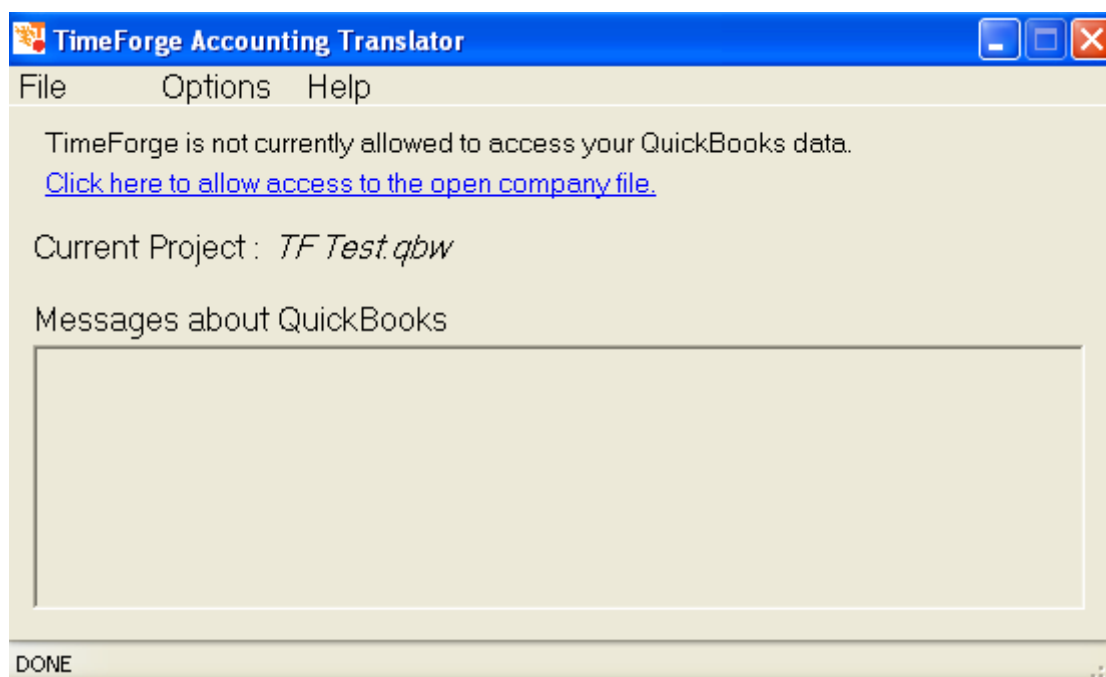 TimeForge Accounting Translator
File Options Help
TimeForge is not currently allowed to access your QuickBooks data.
Click here to allow access to the open company file.
Current Project : TF Test.qbw
Messages about QuickBooks
DONE